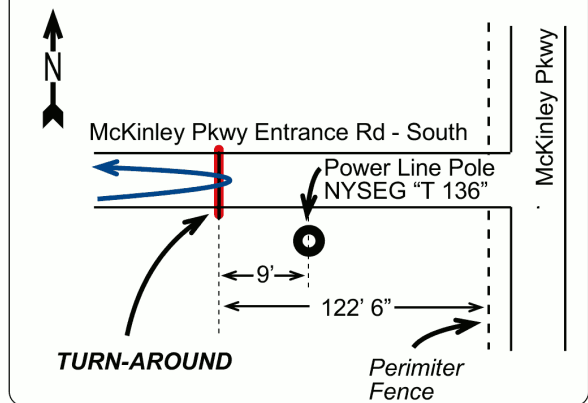 N
McKinley Pkwy Entrance Rd - South
McKinley Pkwy
Power Line Pole
NYSEG “T 136”
9’
122’ 6”
TURN-AROUND
Perimiter
Fence